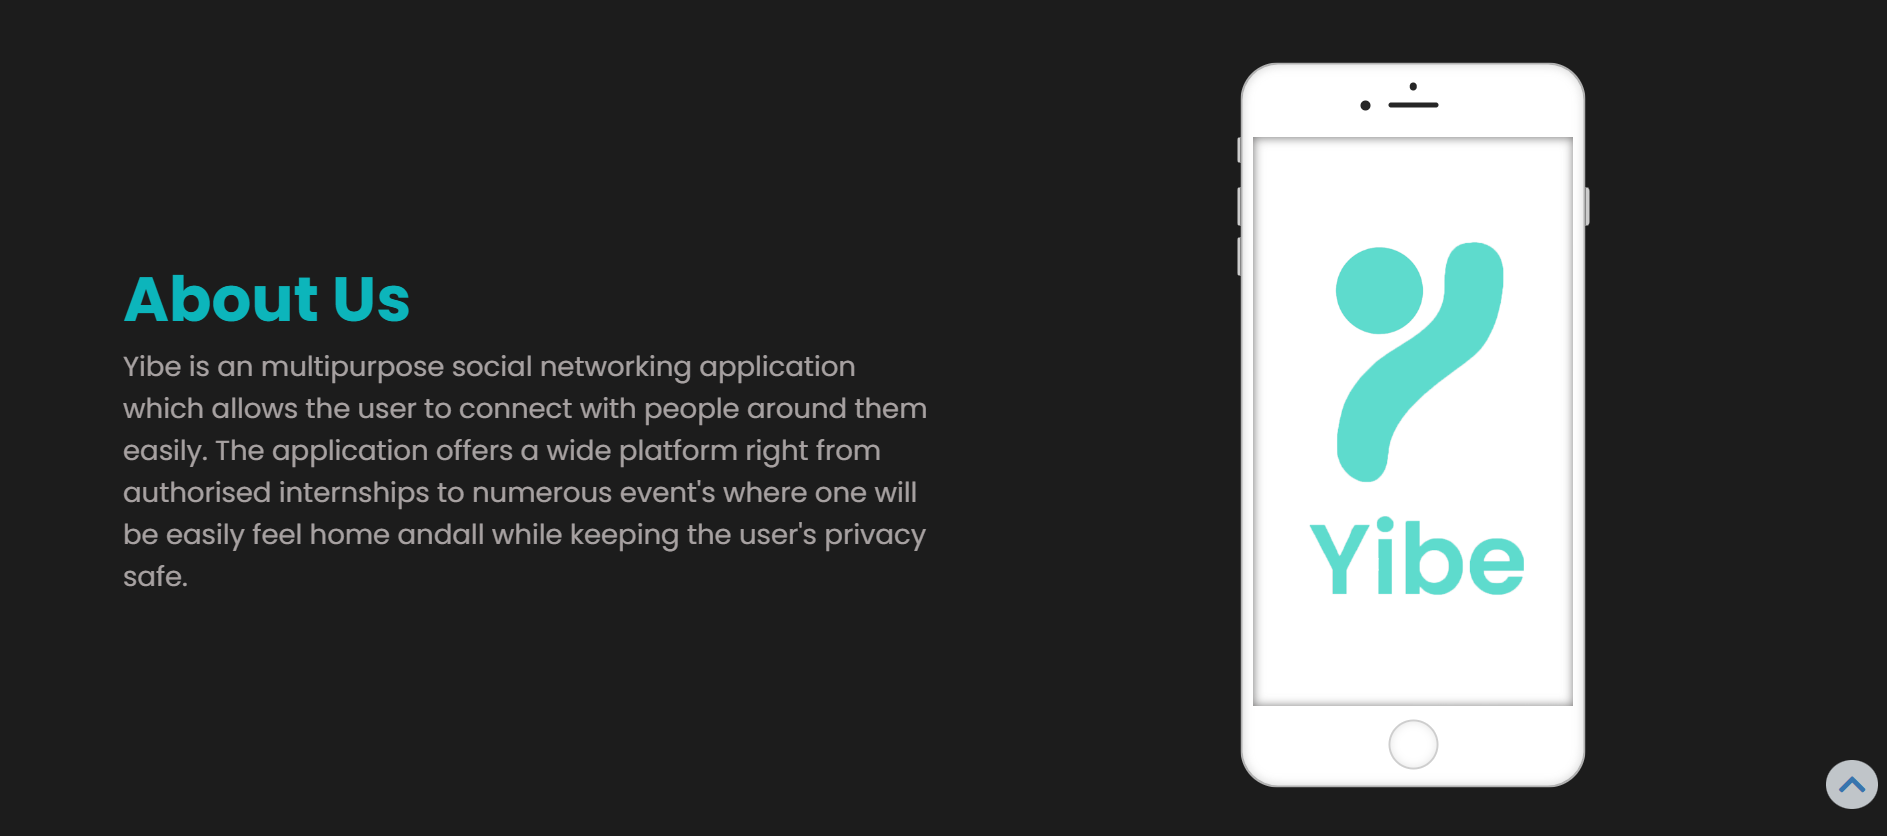 About Us
Yibe is an multipurpose social networking application
which allows the user to connect with people around them
easily. The application offers a wide platform right from
authorised internships to numerous event's where one will
be easily feel home andall while keeping the user's privacy
safe.
Yibe